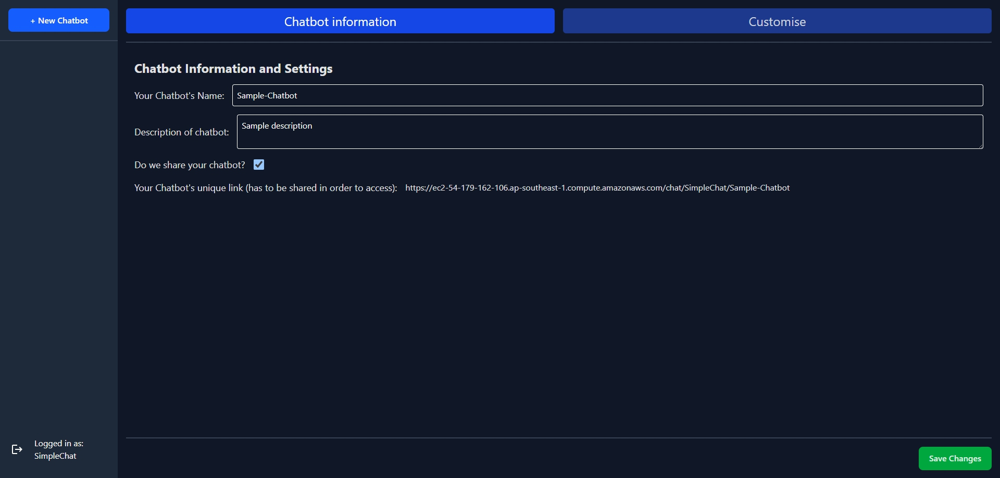 + New Chatbot
Chatbot information
Customise
Chatbot Information and Settings
Your Chatbot's Name: Sample-Chatbot
Description of chatbot: Sample description
Do we share your chatbot?
Your Chatbot's unique link (has to be shared in order to access): https://ec2-54-179-162-106.ap-southeast-1.compute.amazonaws.com/chat/SimpleChat/Sample-Chatbot
Logged in as:
SimpleChat
Save Changes